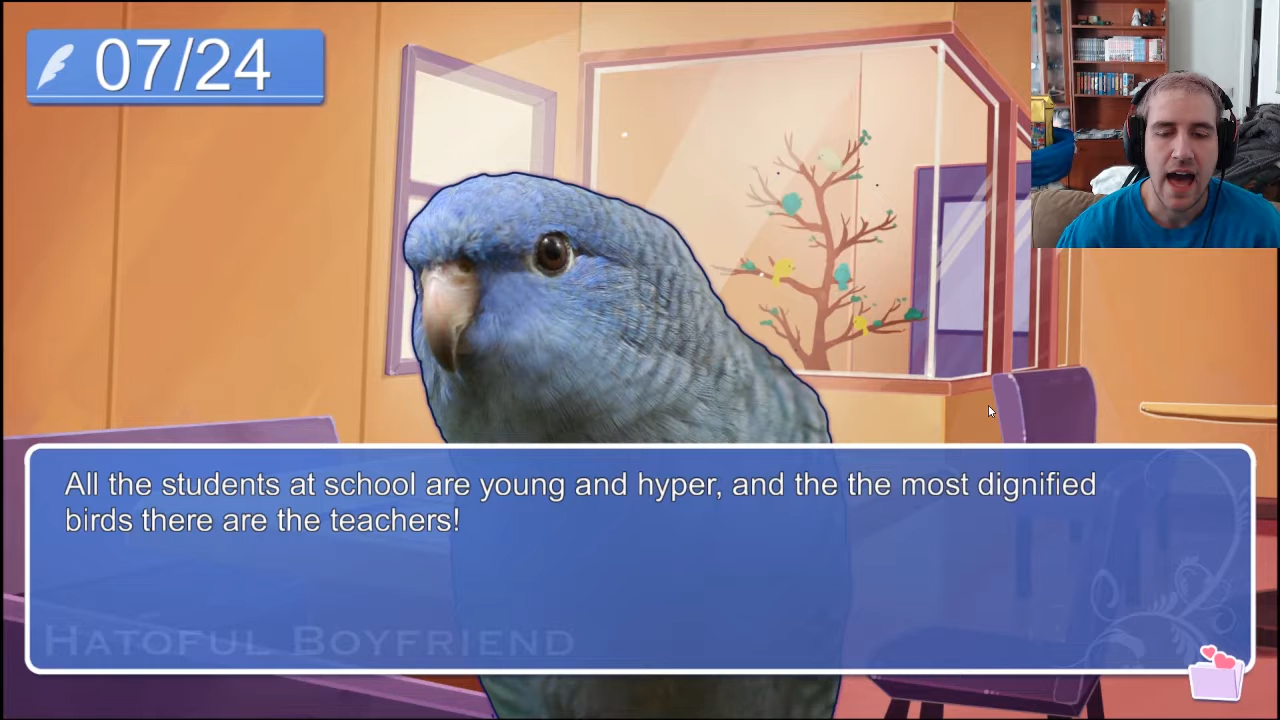 07/24
All the students at school are young and hyper, and the the most dignified
birds there are the teachers!
HATOFUL BOYFRIEND